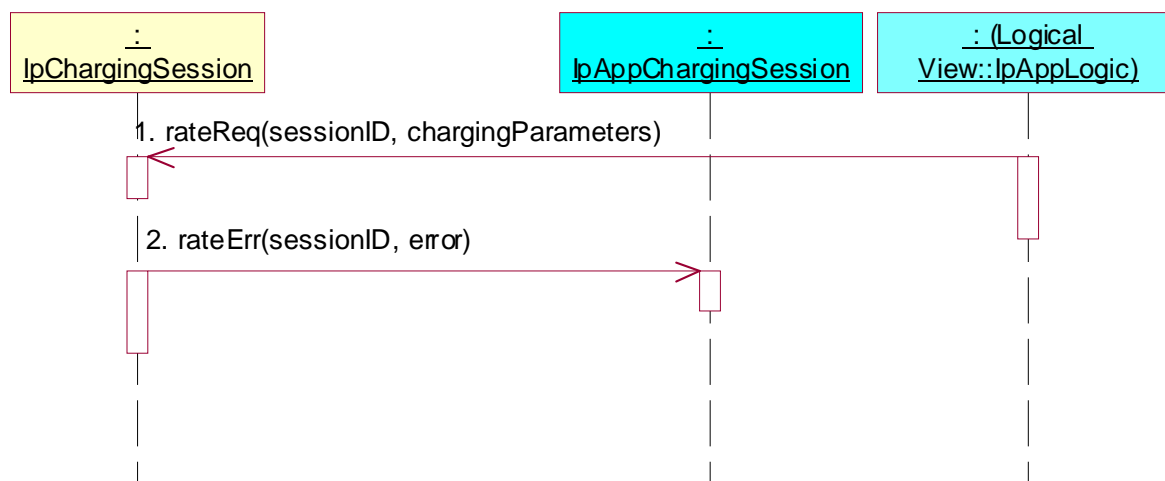 :
IpChargingSession
:
IpAppChargingSession
: (Logical
View::IpAppLogic)
1. rateReq(sessionID, chargingParameters)
2. rateErr(sessionID, error)